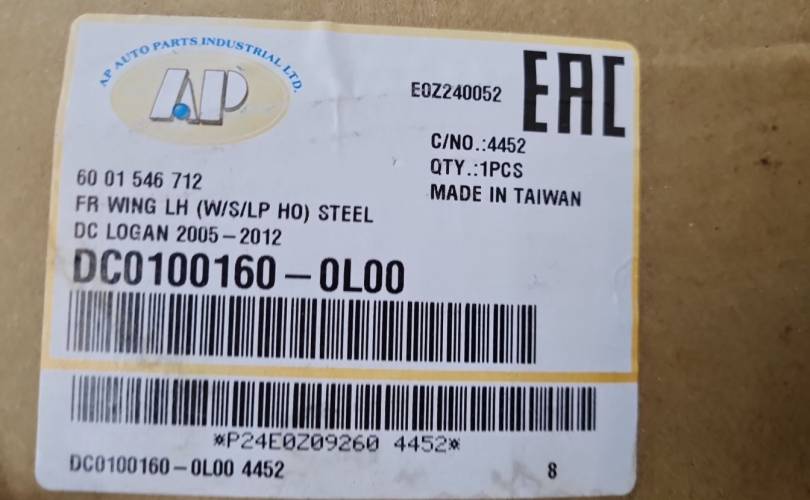 AP AUTO PARTS INDUSTRIAL LTD.
AP
E0Z240052
EAC
C/NO.:4452
QTY.:1PCS
MADE IN TAIWAN
60 01 546 712
FR WING LH (W/S/LP HO) STEEL
DC LOGAN 2005-2012
DC0100160-0L00
*P24E0Z09260 4452*
DC0100160-0L00 4452
8